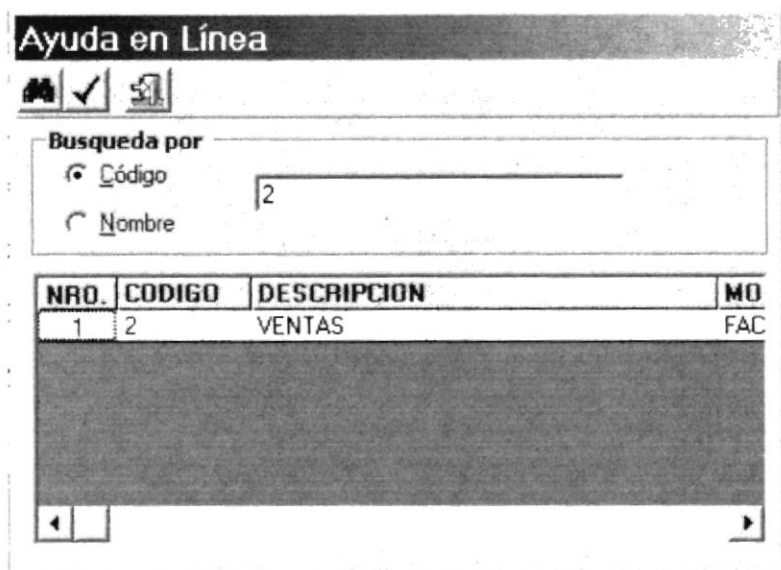 Ayuda en Línea
Busqueda por
Código
2
Nombre
NRO. CODIGO DESCRIPCION MO
1 2 VENTAS FAC